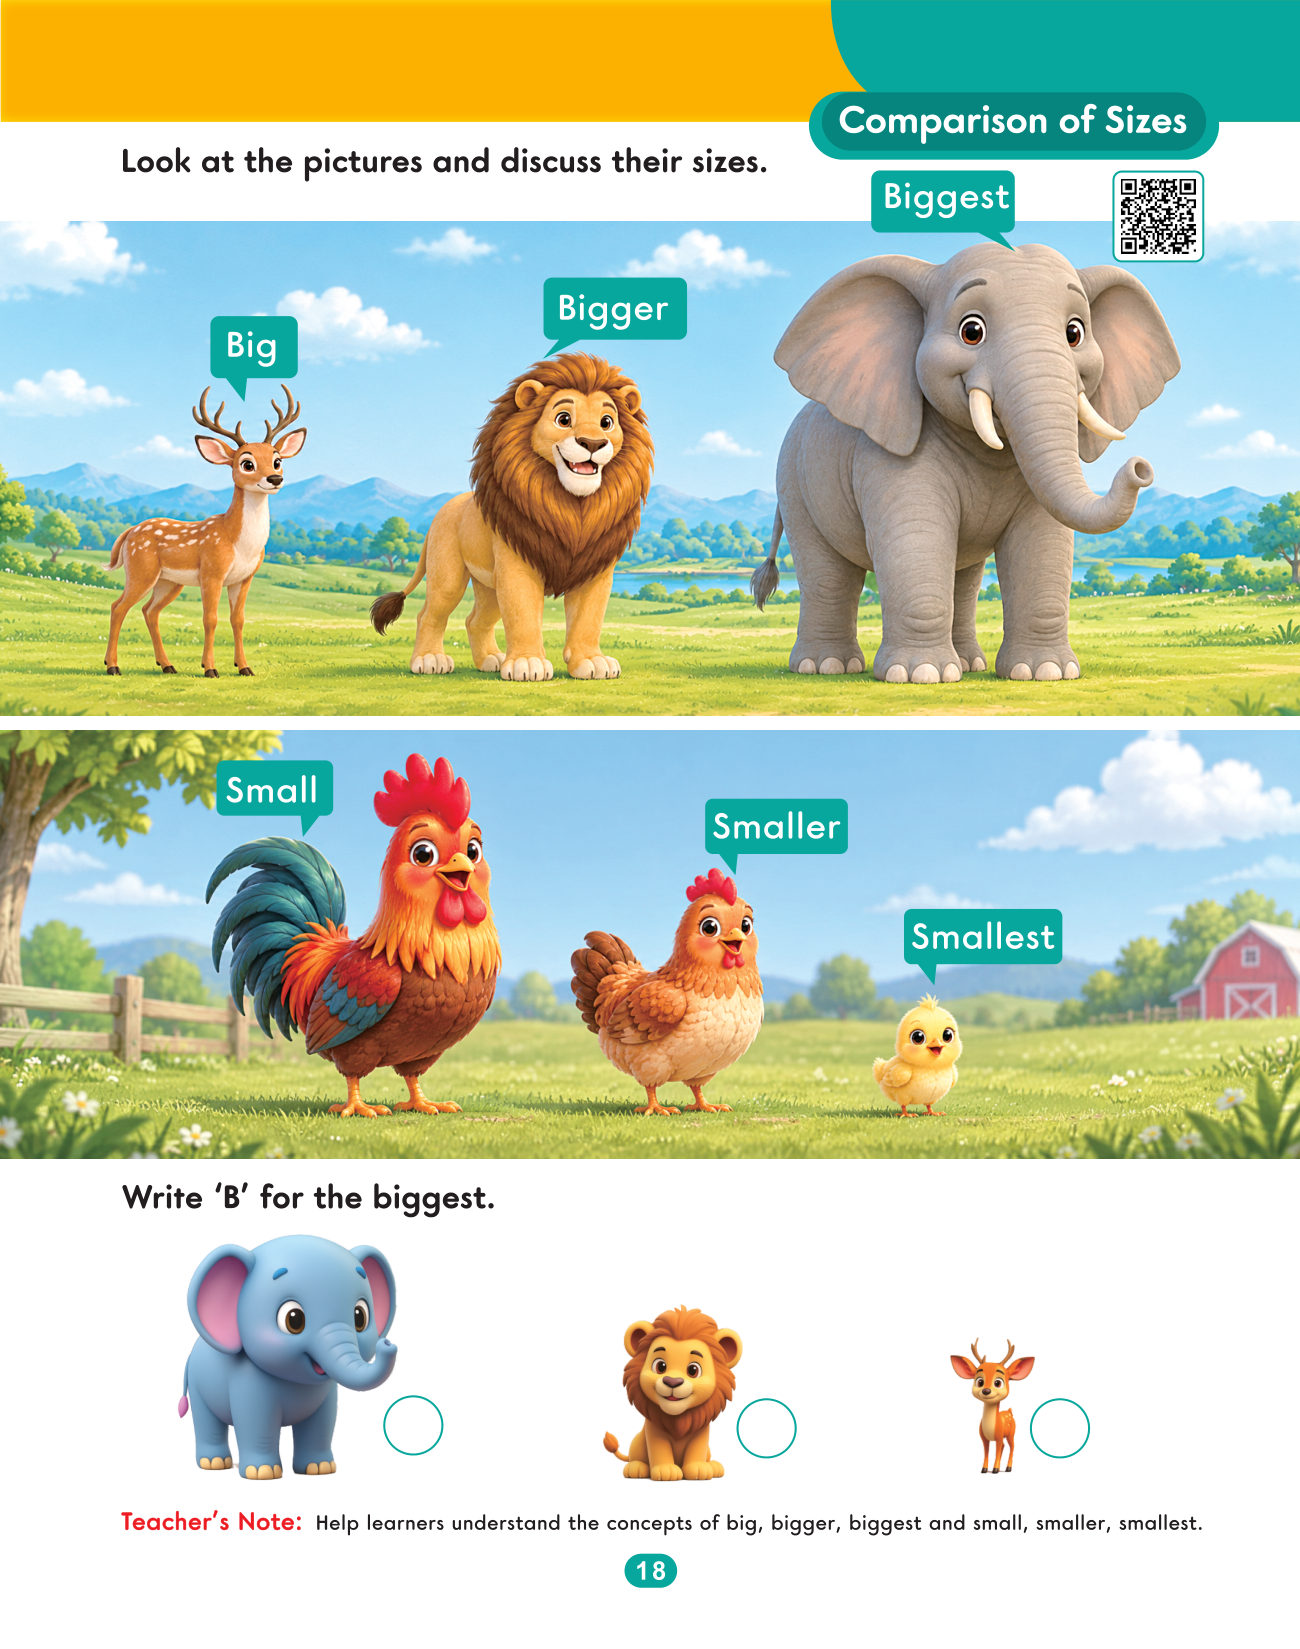 Comparison of Sizes
Look at the pictures and discuss their sizes.
Biggest
Bigger
Big
Small
Smaller
Smallest
Write ‘B’ for the biggest.
Teacher’s Note: Help learners understand the concepts of big, bigger, biggest and small, smaller, smallest.
18